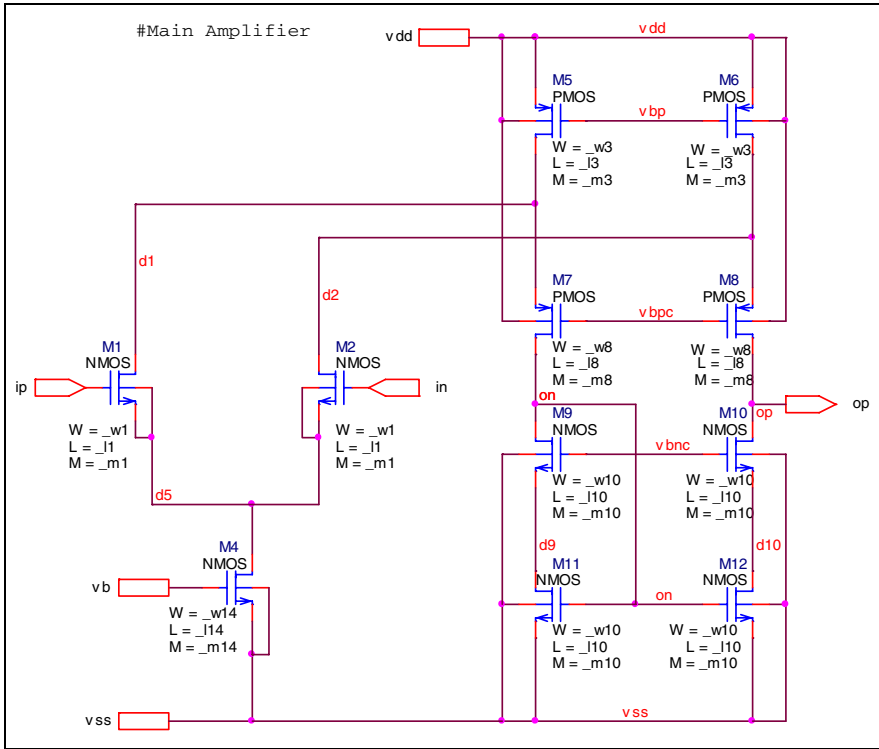 #Main Amplifier
vdd
vdd
M5
PMOS
W = _w3
L = _l3
M = _m3
vbp
M6
PMOS
W = _w3
L = _l3
M = _m3
d1
d2
M7
PMOS
W = _w8
L = _l8
M = _m8
vbpc
M8
PMOS
W = _w8
L = _l8
M = _m8
ip
M1
NMOS
W = _w1
L = _l1
M = _m1
M2
NMOS
W = _w1
L = _l1
M = _m1
in
on
op
op
d5
M9
NMOS
W = _w10
L = _l10
M = _m10
vbnc
M10
NMOS
W = _w10
L = _l10
M = _m10
vb
M4
NMOS
W = _w14
L = _l14
M = _m14
d9
d10
M11
NMOS
W = _w10
L = _l10
M = _m10
on
M12
NMOS
W = _w10
L = _l10
M = _m10
vss
vss